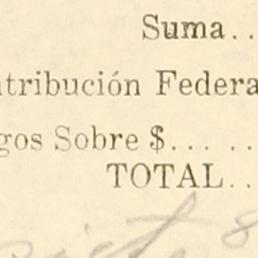 Suma..
ntribución Federa
gos Sobre $... ...
TOTAL..